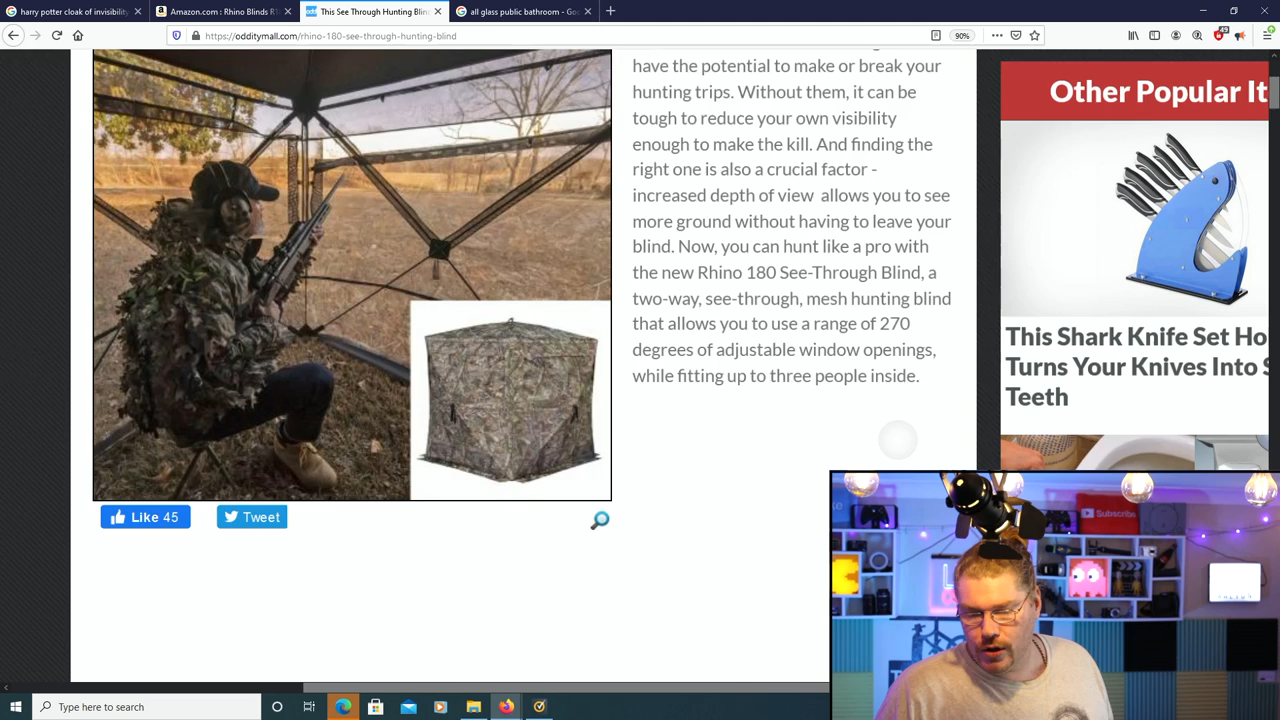 harry potter cloak of invisibility
Amazon.com : Rhino Blinds R1
This See Through Hunting Blin
all glass public bathroom - Goo
https://odditymall.com/rhino-180-see-through-hunting-blind
90%
49
have the potential to make or break your
hunting trips. Without them, it can be
tough to reduce your own visibility
enough to make the kill. And finding the
right one is also a crucial factor -
increased depth of view allows you to see
more ground without having to leave your
blind. Now, you can hunt like a pro with
the new Rhino 180 See-Through Blind, a
two-way, see-through, mesh hunting blind
that allows you to use a range of 270
degrees of adjustable window openings,
while fitting up to three people inside.
Other Popular It
This Shark Knife Set Ho
Turns Your Knives Into S
Teeth
Like 45
Tweet
Subscribe
Type here to search